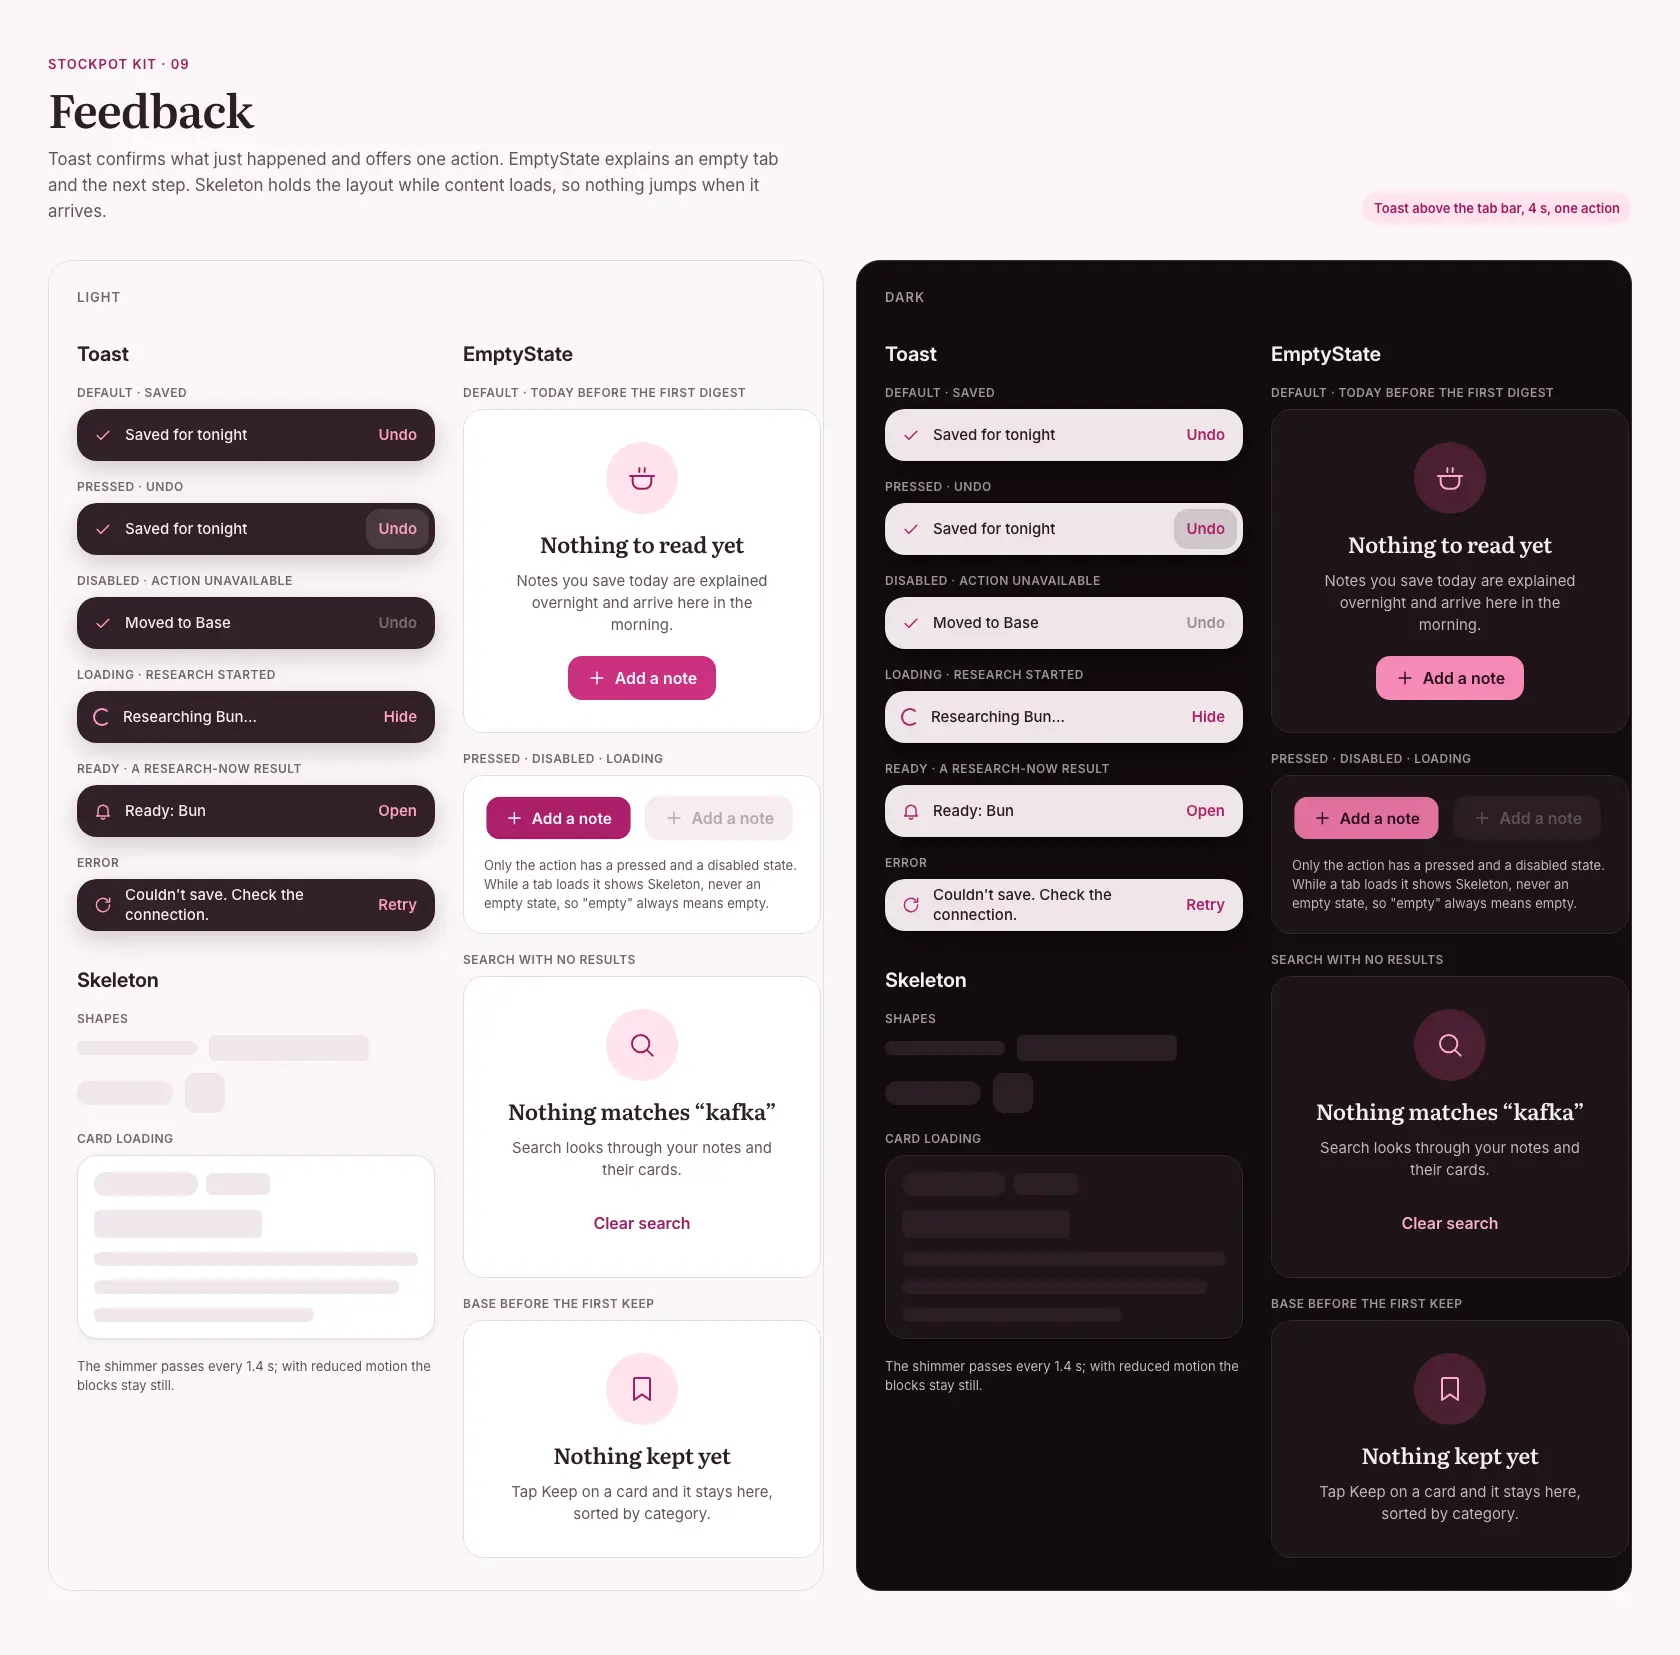 STOCKPOT KIT · 09
Feedback
Toast confirms what just happened and offers one action. EmptyState explains an empty tab
and the next step. Skeleton holds the layout while content loads, so nothing jumps when it
arrives.
Toast above the tab bar, 4 s, one action
LIGHT
Toast
DEFAULT · SAVED
Saved for tonight
Undo
PRESSED · UNDO
Saved for tonight
Undo
DISABLED · ACTION UNAVAILABLE
Moved to Base
Undo
LOADING · RESEARCH STARTED
Researching Bun…
Hide
READY · A RESEARCH-NOW RESULT
Ready: Bun
Open
ERROR
Couldn't save. Check the
connection.
Retry
Skeleton
SHAPES
CARD LOADING
The shimmer passes every 1.4 s; with reduced motion the
blocks stay still.
EmptyState
DEFAULT · TODAY BEFORE THE FIRST DIGEST
Nothing to read yet
Notes you save today are explained
overnight and arrive here in the
morning.
Add a note
PRESSED · DISABLED · LOADING
Add a note
Add a note
Only the action has a pressed and a disabled state.
While a tab loads it shows Skeleton, never an
empty state, so "empty" always means empty.
SEARCH WITH NO RESULTS
Nothing matches “kafka”
Search looks through your notes and
their cards.
Clear search
BASE BEFORE THE FIRST KEEP
Nothing kept yet
Tap Keep on a card and it stays here,
sorted by category.
DARK
Toast
DEFAULT · SAVED
Saved for tonight
Undo
PRESSED · UNDO
Saved for tonight
Undo
DISABLED · ACTION UNAVAILABLE
Moved to Base
Undo
LOADING · RESEARCH STARTED
Researching Bun…
Hide
READY · A RESEARCH-NOW RESULT
Ready: Bun
Open
ERROR
Couldn't save. Check the
connection.
Retry
Skeleton
SHAPES
CARD LOADING
The shimmer passes every 1.4 s; with reduced motion the
blocks stay still.
EmptyState
DEFAULT · TODAY BEFORE THE FIRST DIGEST
Nothing to read yet
Notes you save today are explained
overnight and arrive here in the
morning.
Add a note
PRESSED · DISABLED · LOADING
Add a note
Add a note
Only the action has a pressed and a disabled state.
While a tab loads it shows Skeleton, never an
empty state, so "empty" always means empty.
SEARCH WITH NO RESULTS
Nothing matches “kafka”
Search looks through your notes and
their cards.
Clear search
BASE BEFORE THE FIRST KEEP
Nothing kept yet
Tap Keep on a card and it stays here,
sorted by category.